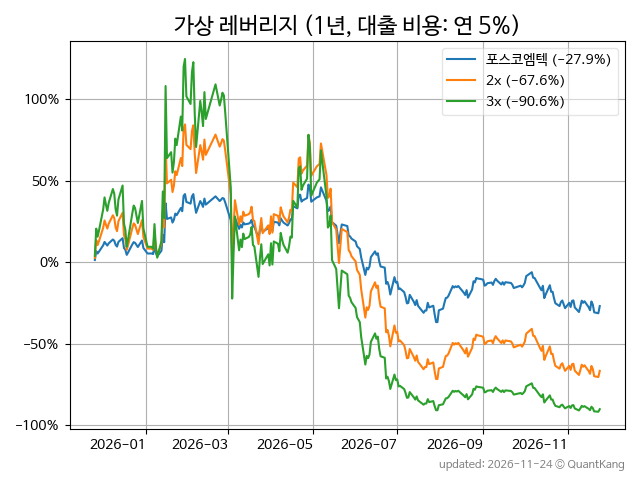 가상 레버리지 (1년, 대출 비용: 연 5%)
포스코엠텍 (−27.9%)
2x (−67.6%)
3x (−90.6%)
100%
50%
0%
−50%
−100%
2026−01 2026−03 2026−05 2026−07 2026−09 2026−11
updated: 2026−11−24 © QuantKang